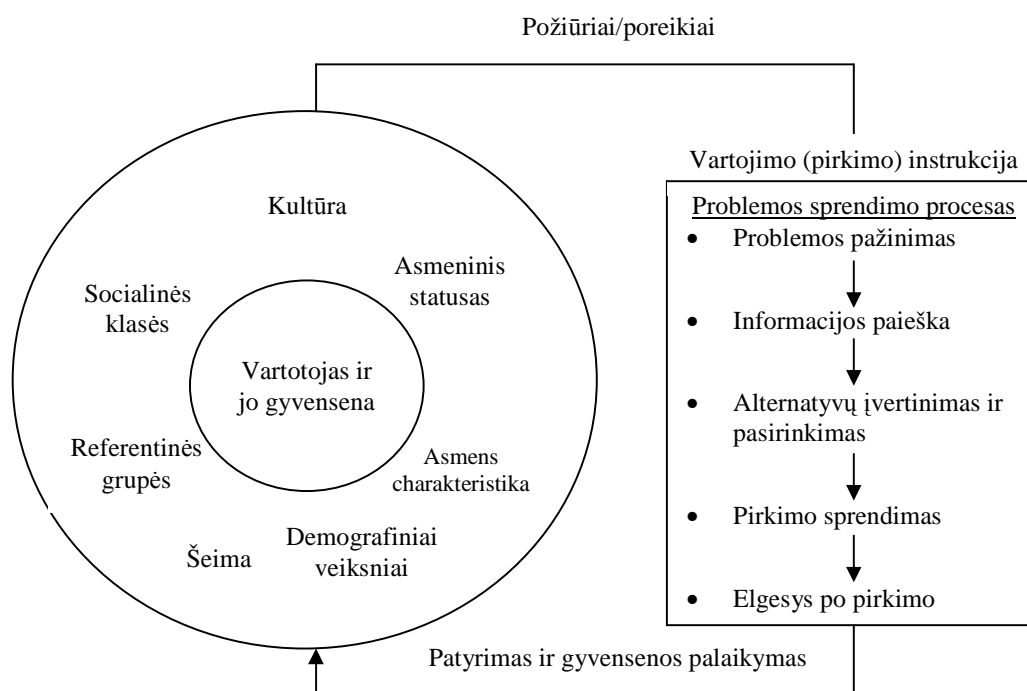 Požiūriai/poreikiai
Kultūra
Asmeninis
statusas
Socialinės
klasės
Vartotojas ir
jo gyvensena
Referentinės
grupės
Asmens
charakteristika
Šeima
Demografiniai
veiksniai
Vartojimo (pirkimo) instrukcija
Problemos sprendimo procesas
• Problemos pažinimas
• Informacijos paieška
• Alternatyvų įvertinimas ir
pasirinkimas
• Pirkimo sprendimas
• Elgesys po pirkimo
Patyrimas ir gyvensenos palaikymas